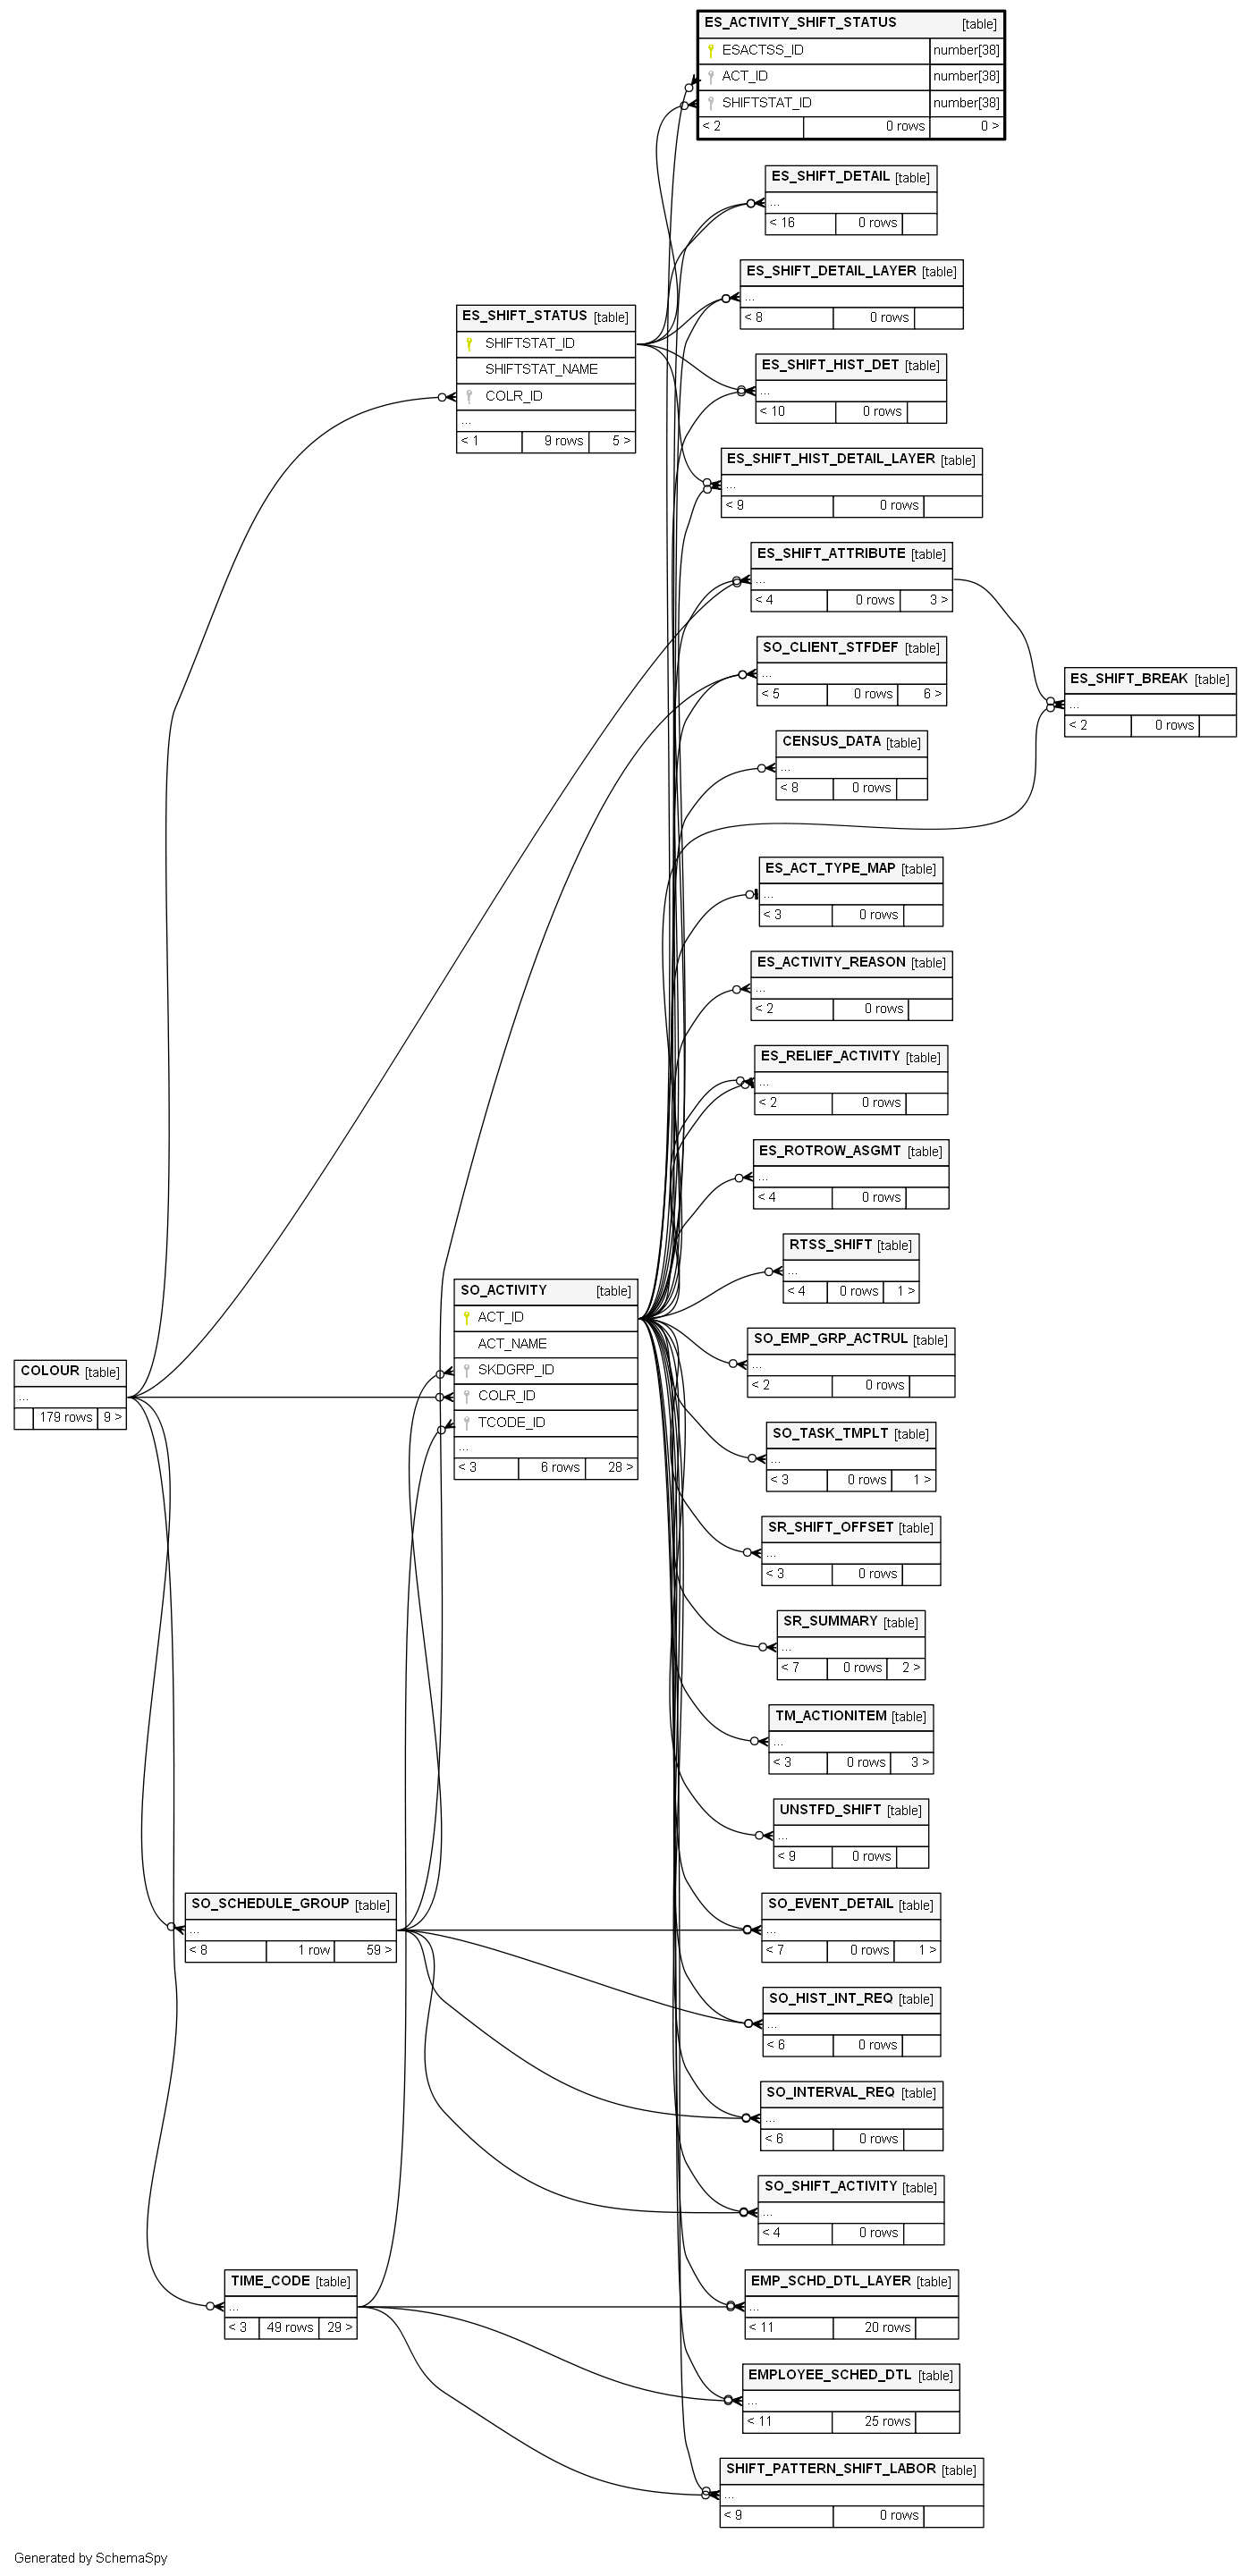 ES_ACTIVITY_SHIFT_STATUS [table]
ESACTSS_ID number[38]
ACT_ID number[38]
SHIFTSTAT_ID number[38]
< 2 0 rows 0 >
ES_SHIFT_DETAIL [table]
...
< 16 0 rows
ES_SHIFT_DETAIL_LAYER [table]
...
< 8 0 rows
ES_SHIFT_STATUS [table]
SHIFTSTAT_ID
SHIFTSTAT_NAME
COLR_ID
...
< 1 9 rows 5 >
ES_SHIFT_HIST_DET [table]
...
< 10 0 rows
ES_SHIFT_HIST_DETAIL_LAYER [table]
...
< 9 0 rows
ES_SHIFT_ATTRIBUTE [table]
...
< 4 0 rows 3 >
SO_CLIENT_STFDEF [table]
...
< 5 0 rows 6 >
ES_SHIFT_BREAK [table]
...
< 2 0 rows
CENSUS_DATA [table]
...
< 8 0 rows
ES_ACT_TYPE_MAP [table]
...
< 3 0 rows
ES_ACTIVITY_REASON [table]
...
< 2 0 rows
ES_RELIEF_ACTIVITY [table]
...
< 2 0 rows
ES_ROTROW_ASGMT [table]
...
< 4 0 rows
RTSS_SHIFT [table]
...
< 4 0 rows 1 >
SO_ACTIVITY [table]
ACT_ID
ACT_NAME
SKDGRP_ID
COLR_ID
TCODE_ID
...
< 3 6 rows 28 >
COLOUR [table]
...
179 rows 9 >
SO_EMP_GRP_ACTRUL [table]
...
< 2 0 rows
SO_TASK_TMPLT [table]
...
< 3 0 rows 1 >
SR_SHIFT_OFFSET [table]
...
< 3 0 rows
SR_SUMMARY [table]
...
< 7 0 rows 2 >
TM_ACTIONITEM [table]
...
< 3 0 rows 3 >
UNSTFD_SHIFT [table]
...
< 9 0 rows
SO_SCHEDULE_GROUP [table]
...
< 8 1 row 59 >
SO_EVENT_DETAIL [table]
...
< 7 0 rows 1 >
SO_HIST_INT_REQ [table]
...
< 6 0 rows
SO_INTERVAL_REQ [table]
...
< 6 0 rows
SO_SHIFT_ACTIVITY [table]
...
< 4 0 rows
TIME_CODE [table]
...
< 3 49 rows 29 >
EMP_SCHD_DTL_LAYER [table]
...
< 11 20 rows
EMPLOYEE_SCHED_DTL [table]
...
< 11 25 rows
SHIFT_PATTERN_SHIFT_LABOR [table]
...
< 9 0 rows
Generated by SchemaSpy